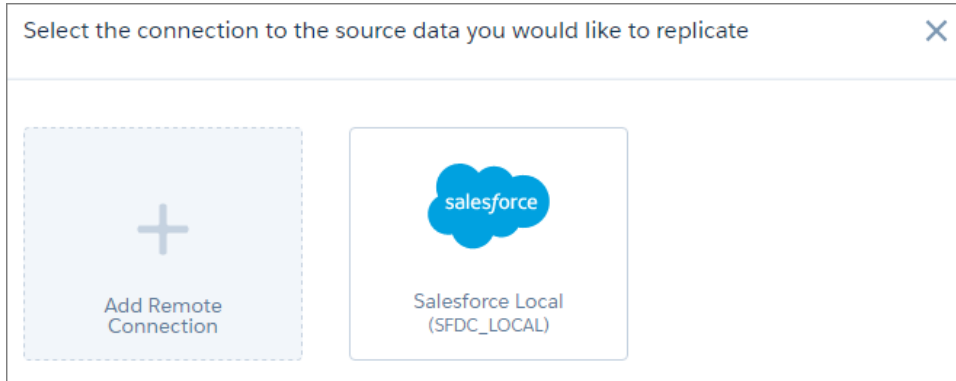 Select the connection to the source data you would like to replicate
salesforce
Add Remote
Connection
Salesforce Local
(SFDC_LOCAL)